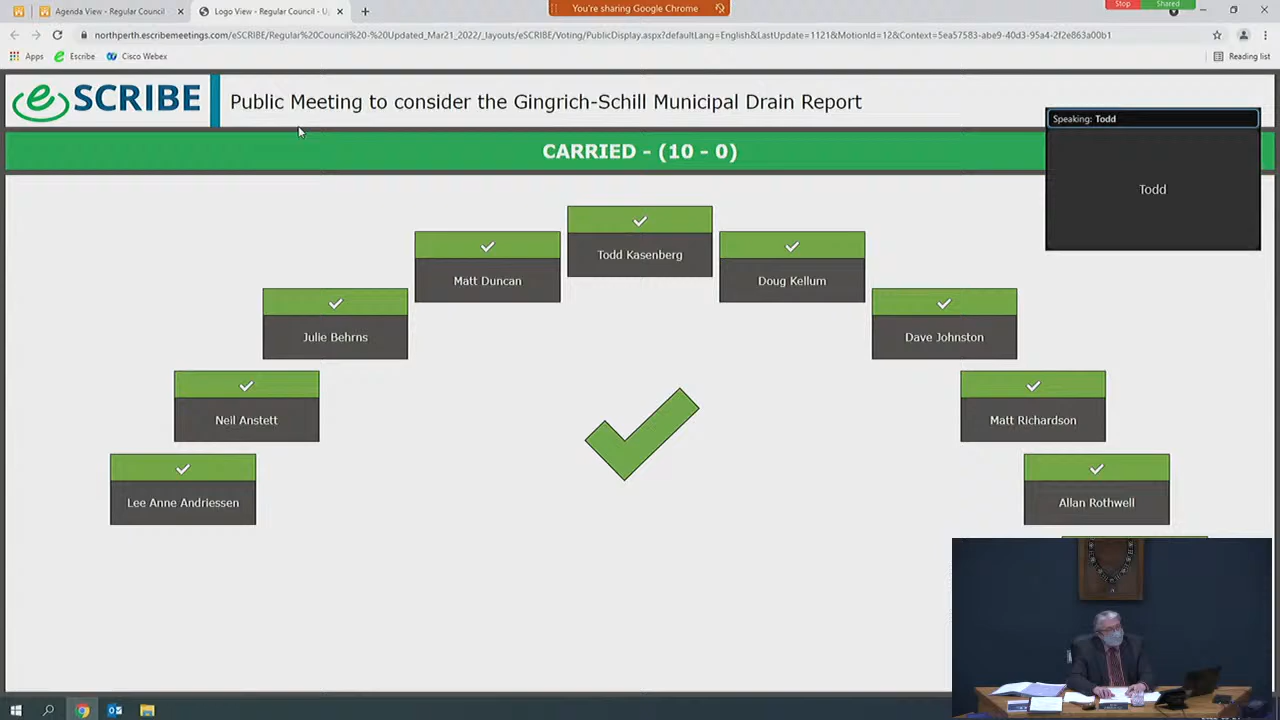 You're sharing Google Chrome
Stop
Shared
Agenda View - Regular Council
Logo View - Regular Council - U
northperth.escribemeetings.com/eSCRIBE/Regular%20Council%20-%20Updated_Mar21_2022/_layouts/eSCRIBE/Voting/PublicDisplay.aspx?defaultLang=English&LastUpdate=1121&MotionId=12&Context=5ea57583-abe9-40d3-95a4-2f2e863a00b1
Apps
Escribe
Cisco Webex
Reading list
eSCRIBE
Public Meeting to consider the Gingrich-Schill Municipal Drain Report
Speaking: Todd
CARRIED - (10 - 0)
Todd
Todd Kasenberg
Matt Duncan
Doug Kellum
Julie Behrns
Dave Johnston
Neil Anstett
Matt Richardson
Lee Anne Andriessen
Allan Rothwell